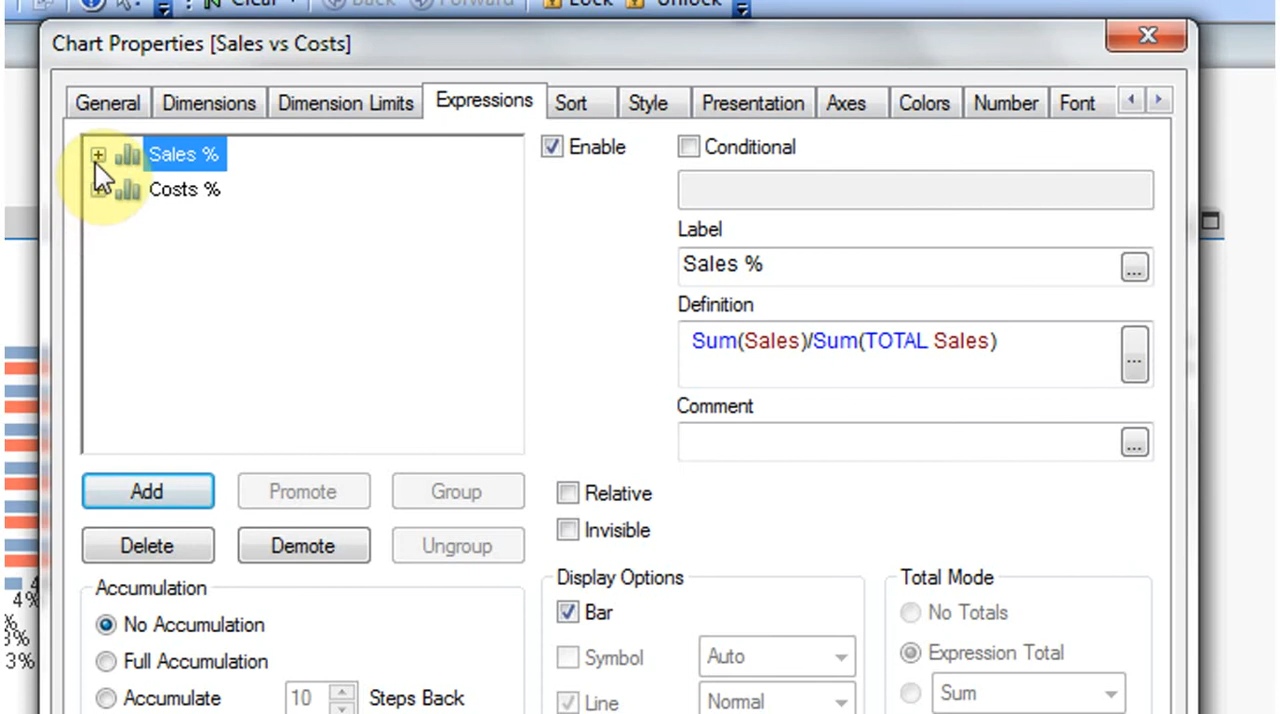 Clear Back Forward Lock Unlock
Chart Properties [Sales vs Costs]
General Dimensions Dimension Limits Expressions Sort Style Presentation Axes Colors Number Font
Sales %
Costs %
Enable
Conditional
Label
Sales %
...
Definition
Sum(Sales)/Sum(TOTAL Sales)
...
Comment
...
Add Promote Group
Delete Demote Ungroup
Relative
Invisible
Accumulation
No Accumulation
Full Accumulation
Accumulate 10 Steps Back
Display Options
Bar
Symbol Auto
Line Normal
Total Mode
No Totals
Expression Total
Sum
4%
3%